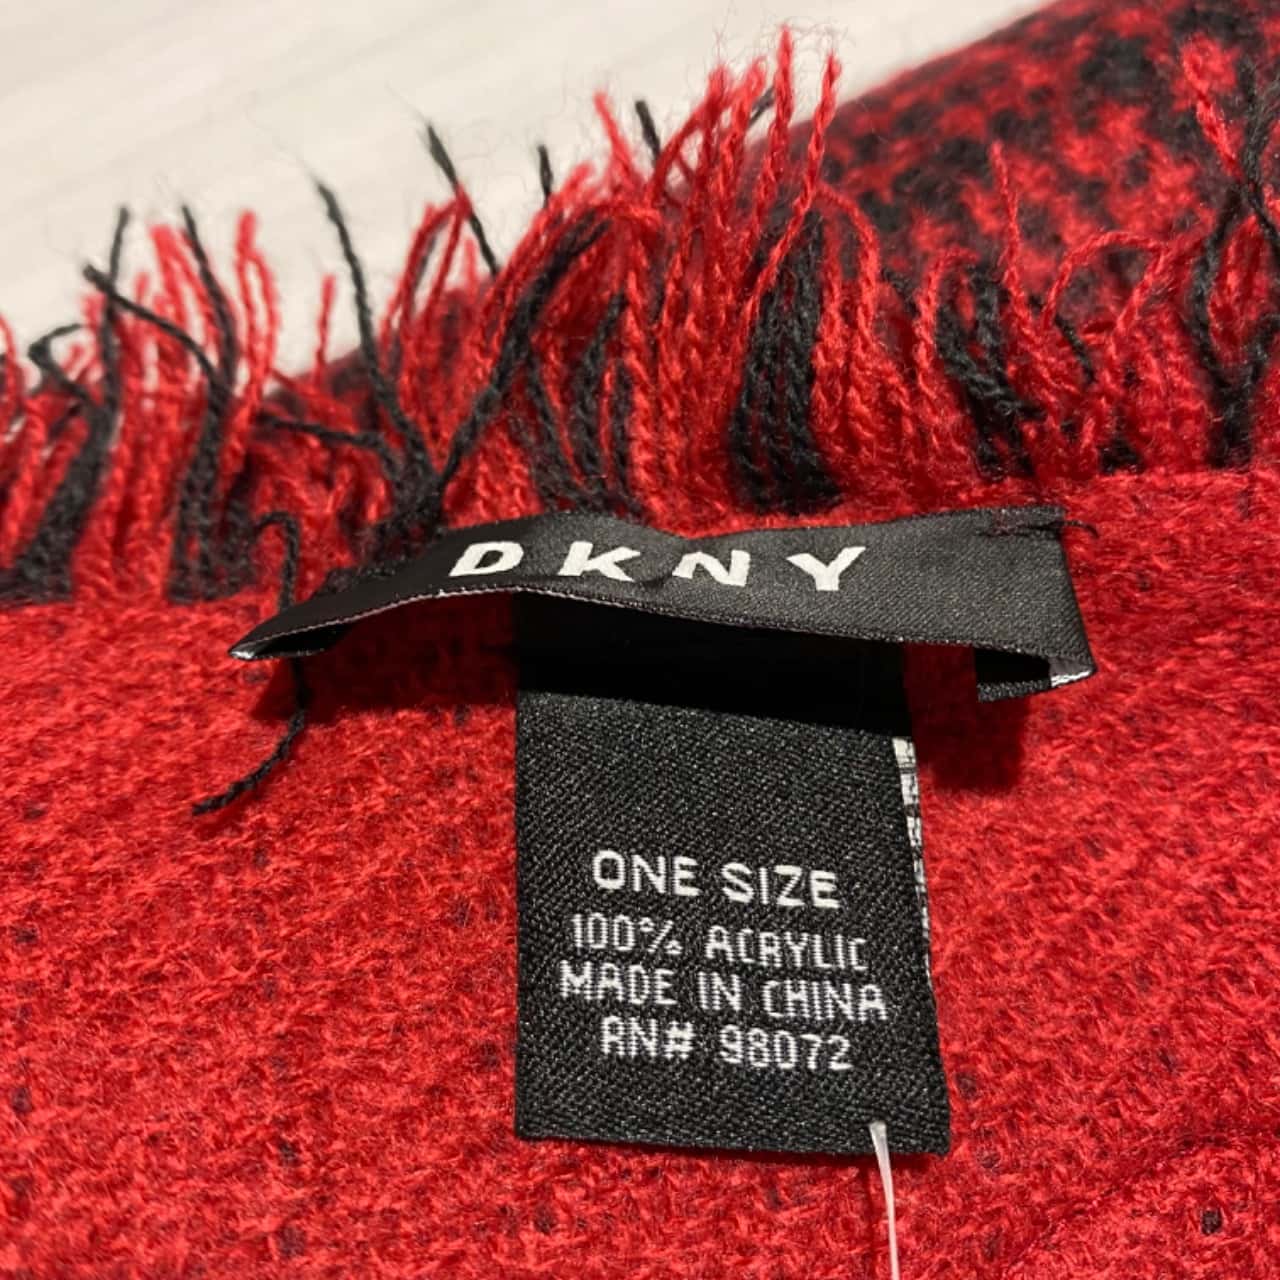 DKNY
ONE SIZE
100% ACRYLIC
MADE IN CHINA
RN# 98072